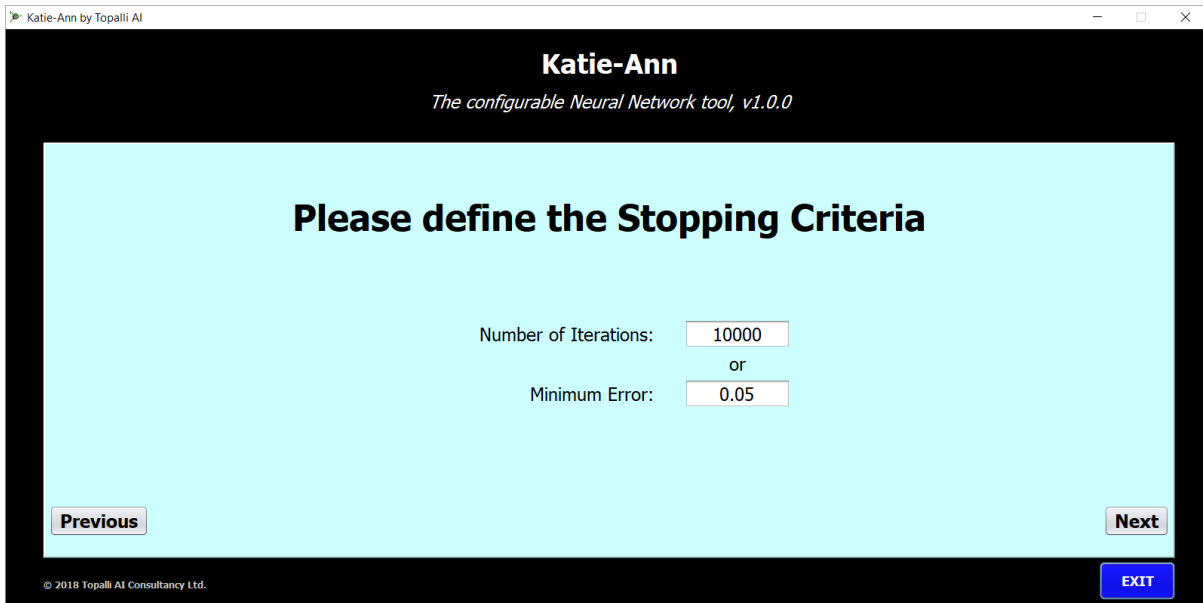 Katie-Ann by Topalli AI
Katie-Ann
The configurable Neural Network tool, v1.0.0
Please define the Stopping Criteria
Number of Iterations: 10000
or
Minimum Error: 0.05
Previous Next
© 2018 Topalli AI Consultancy Ltd. EXIT